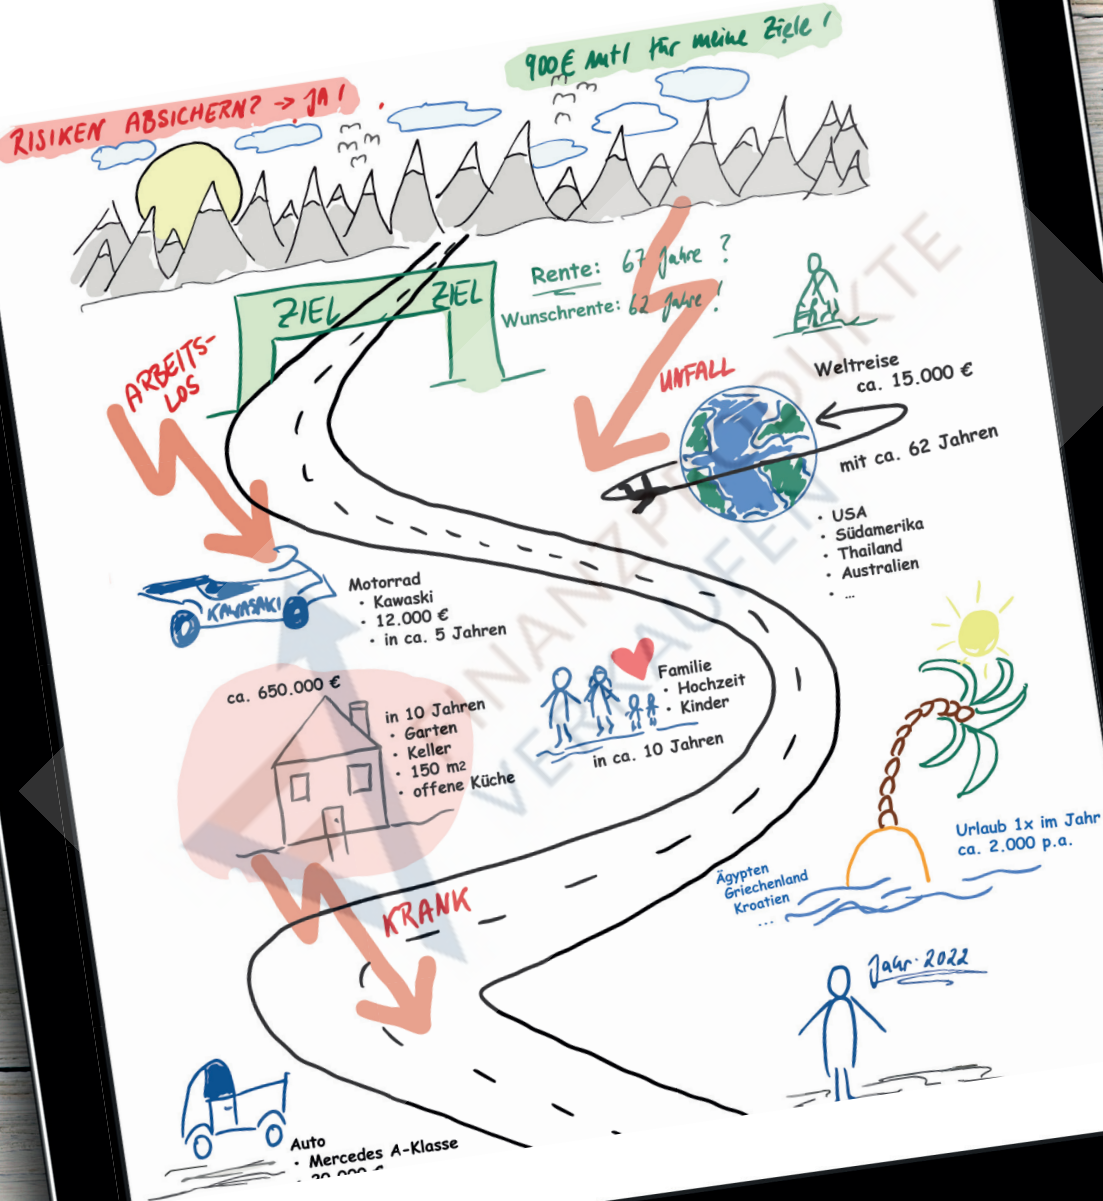 900€ mtl für meine Ziele!
RISIKEN ABSICHERN? → JA!
Rente: 67 Jahre ?
Wunschrente: 62 Jahre !
ZIEL ZIEL
ARBEITS-
LOS
UNFALL
Weltreise
ca. 15.000 €
mit ca. 62 Jahren
• USA
• Südamerika
• Thailand
• Australien
• ...
KAWASAKI
Motorrad
• Kawaski
• 12.000 €
• in ca. 5 Jahren
ca. 650.000 €
in 10 Jahren
• Garten
• Keller
• 150 m2
• offene Küche
Familie
• Hochzeit
• Kinder
in ca. 10 Jahren
Urlaub 1x im Jahr
ca. 2.000 p.a.
Ägypten
Griechenland
Kroatien
...
KRANK
Jahr 2022
Auto
• Mercedes A-Klasse
FINANZPRODUKTE
VERKAUFEN